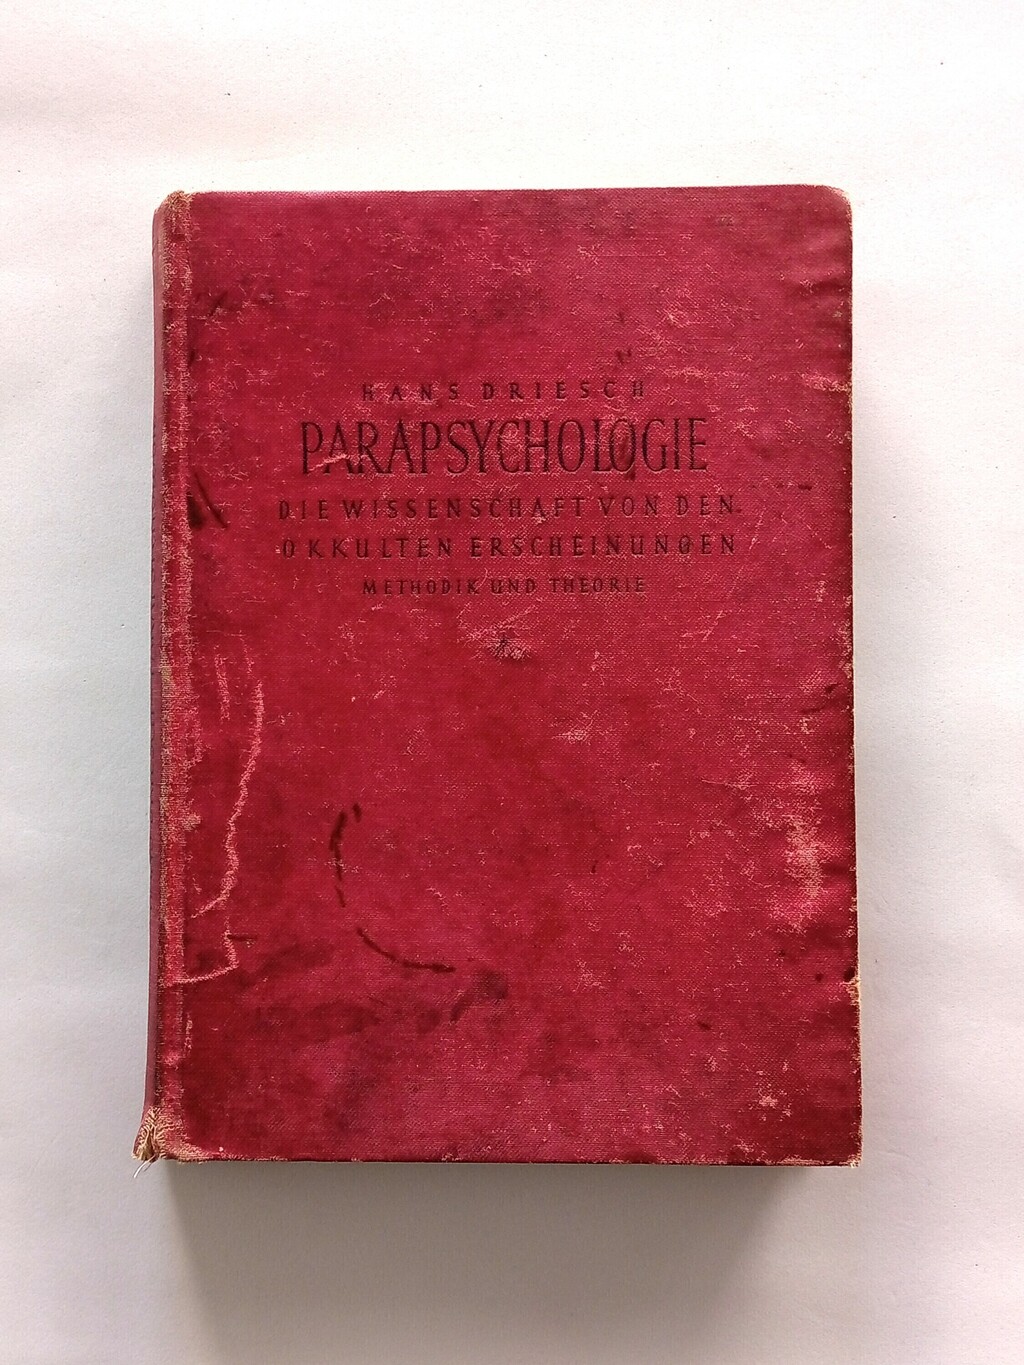 HANS DRIESCH
PARAPSYCHOLOGIE
DIE WISSENSCHAFT VON DEN
OKKULTEN ERSCHEINUNGEN
METHODIK UND THEORIE